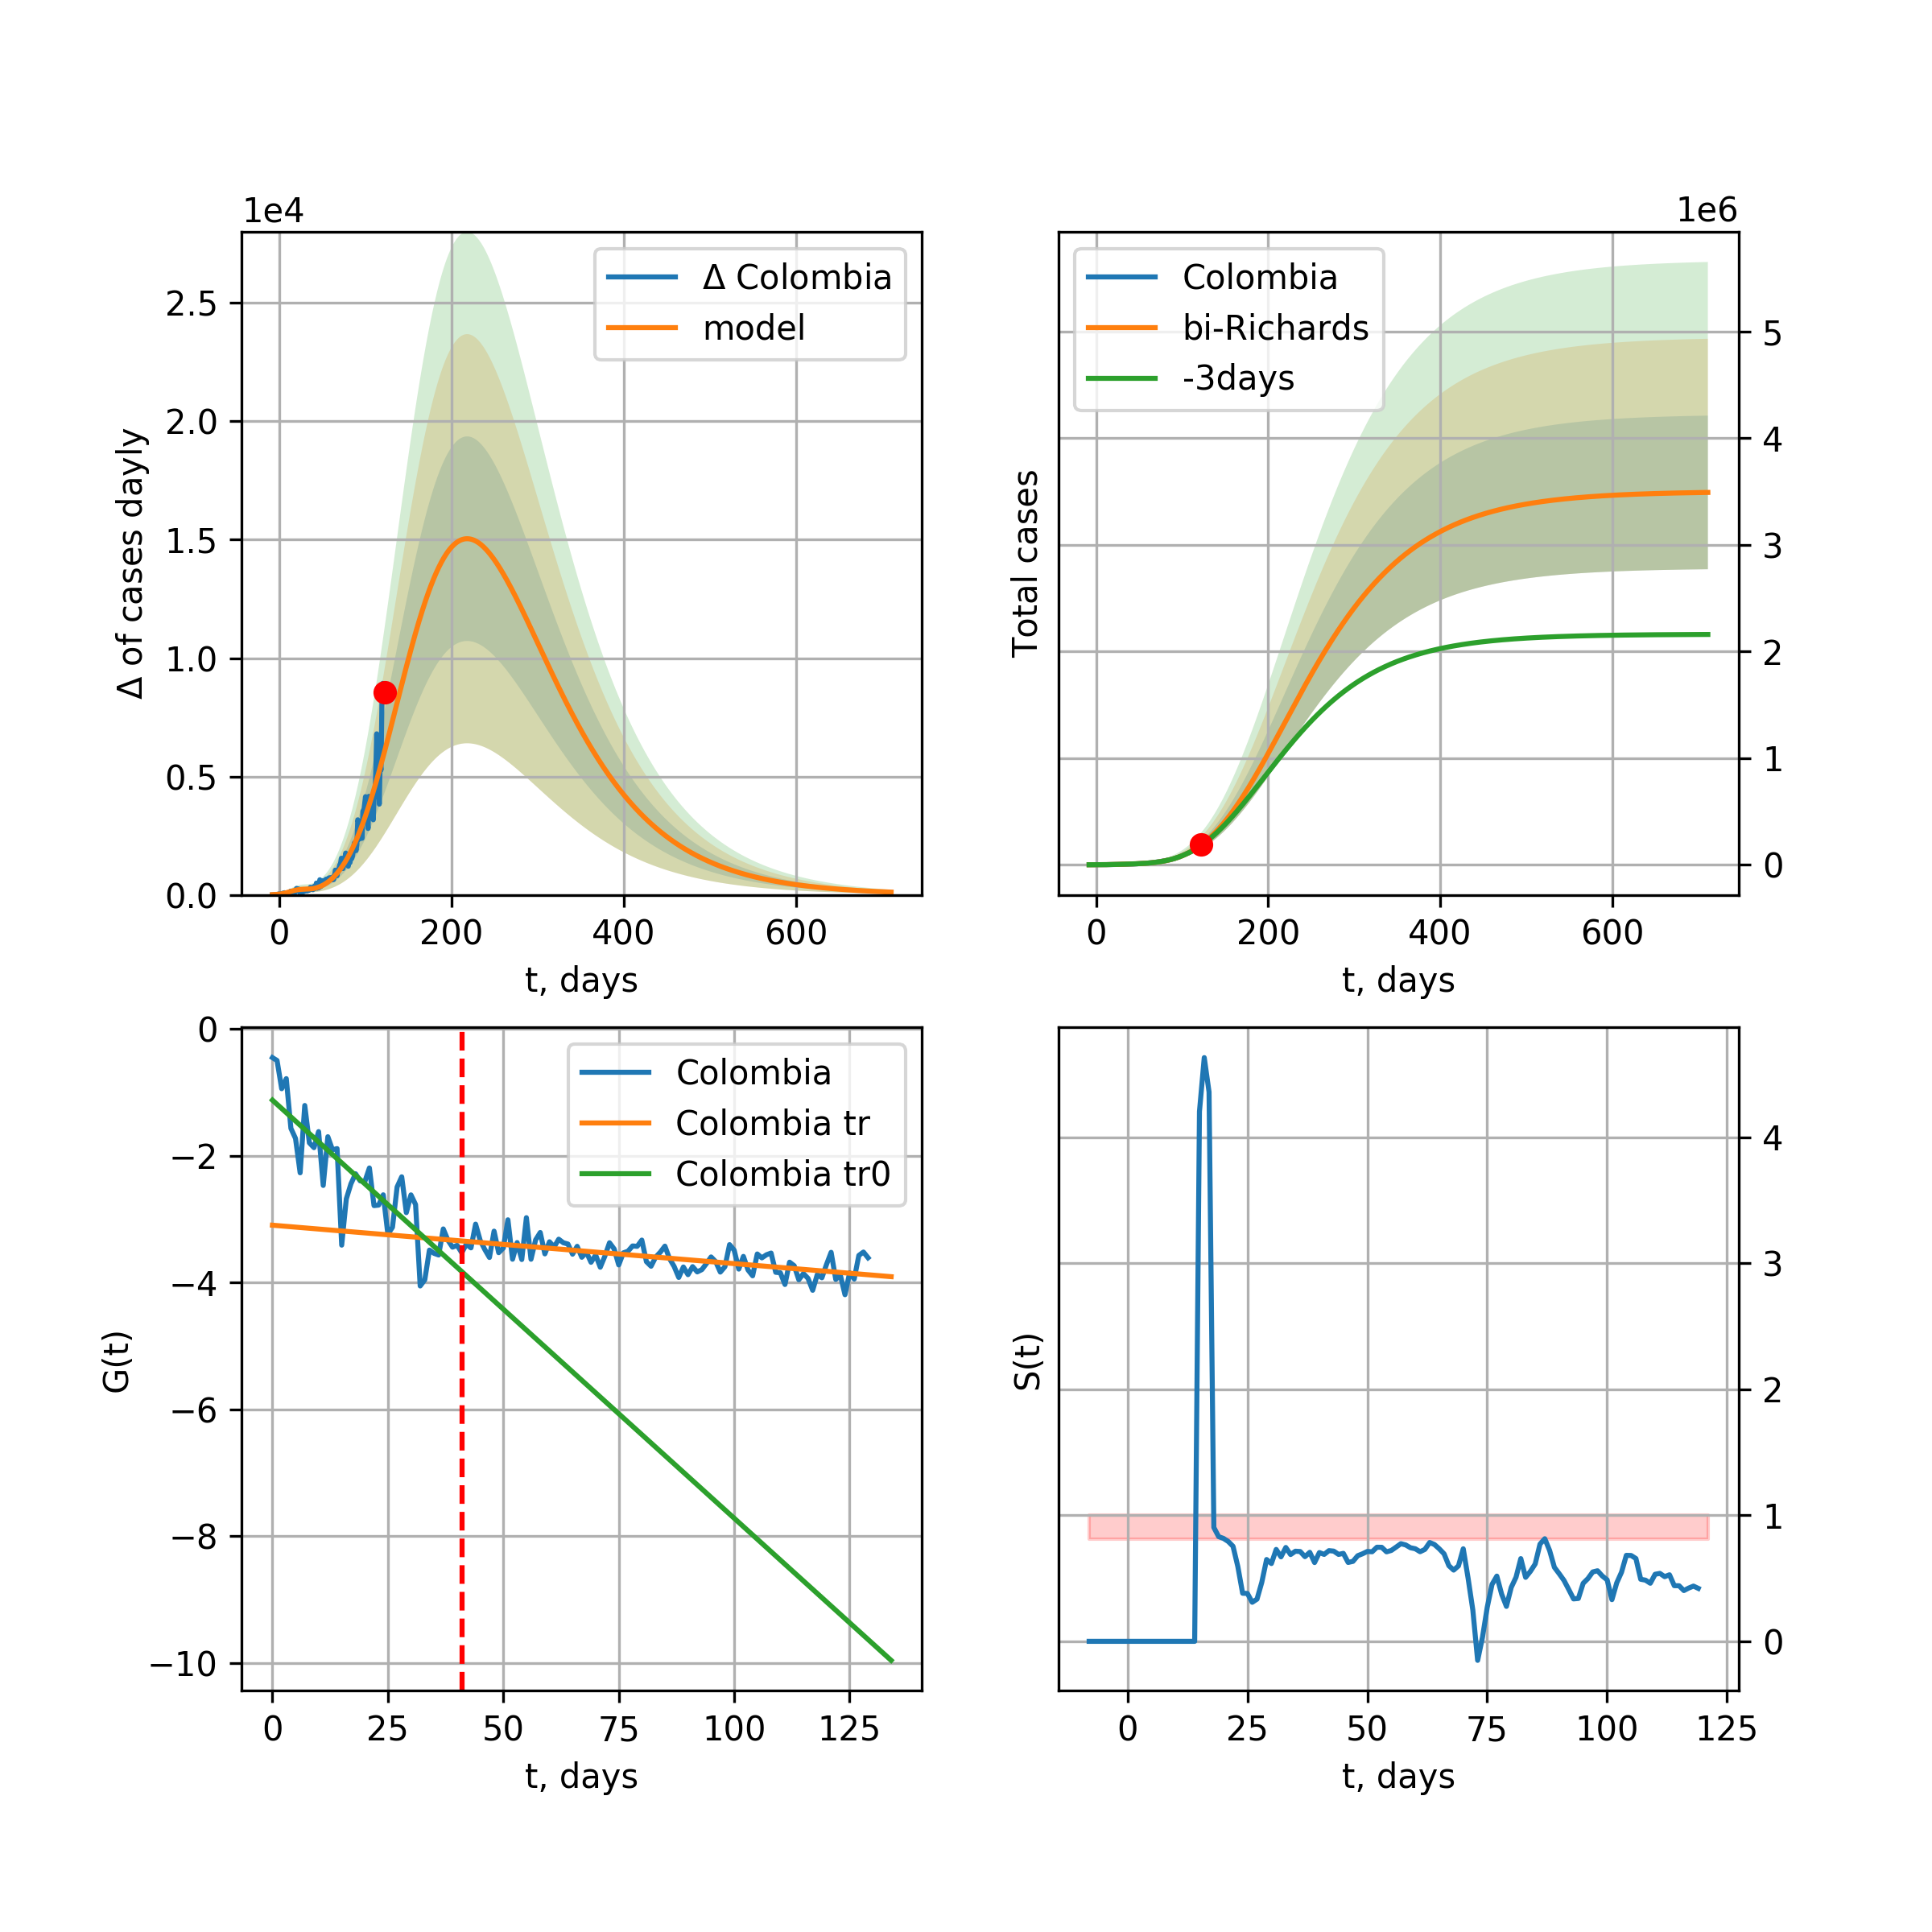 1e4
Δ of cases dayly
2.5
2.0
1.5
1.0
0.5
0.0
Δ Colombia
model
0 200 400 600
t, days
1e6
Total cases
Colombia
bi-Richards
-3days
5
4
3
2
1
0
0 200 400 600
t, days
G(t)
0
−2
−4
−6
−8
−10
Colombia
Colombia tr
Colombia tr0
0 25 50 75 100 125
t, days
S(t)
4
3
2
1
0
0 25 50 75 100 125
t, days